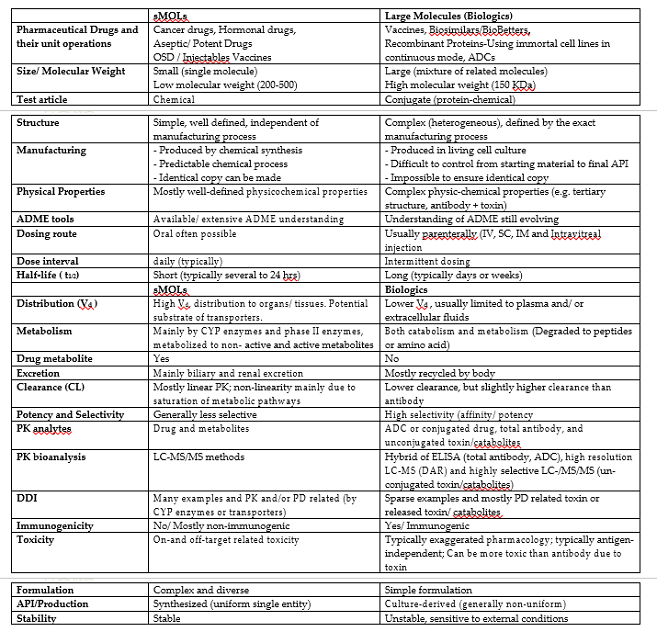 sMOLs Large Molecules (Biologics)
Pharmaceutical Drugs and their unit operations
Cancer drugs, Hormonal drugs,
Aseptic/ Potent Drugs
OSD / Injectables Vaccines
Vaccines, Biosimilars/BioBetters,
Recombinant Proteins-Using immortal cell lines in
continuous mode, ADCs
Size/ Molecular Weight
Small (single molecule)
Low molecular weight (200-500)
Large (mixture of related molecules)
High molecular weight (150 KDa)
Test article Chemical Conjugate (protein-chemical)
Structure
Simple, well defined, independent of
manufacturing process
Complex (heterogeneous), defined by the exact
manufacturing process
Manufacturing
- Produced by chemical synthesis
- Predictable chemical process
- Identical copy can be made
- Produced in living cell culture
- Difficult to control from starting material to final API
- Impossible to ensure identical copy
Physical Properties
Mostly well-defined physicochemical properties
Complex physic-chemical properties (e.g. tertiary
structure, antibody + toxin)
ADME tools Available/ extensive ADME understanding Understanding of ADME still evolving
Dosing route
Oral often possible
Usually parenterally (IV, SC, IM and Intravitreal
injection
Dose interval daily (typically) Intermittent dosing
Half-life ( t1/2) Short (typically several to 24 hrs) Long (typically days or weeks)
sMOLs Biologics
Distribution (Vd)
High Vd, distribution to organs/ tissues. Potential
substrate of transporters.
Lower Vd , usually limited to plasma and/ or
extracellular fluids
Metabolism
Mainly by CYP enzymes and phase II enzymes,
metabolized to non- active and active metabolites
Both catabolism and metabolism (Degraded to peptides
or amino acid)
Drug metabolite Yes No
Excretion Mainly biliary and renal excretion Mostly recycled by body
Clearance (CL)
Mostly linear PK; non-linearity mainly due to
saturation of metabolic pathways
Lower clearance, but slightly higher clearance than
antibody
Potency and Selectivity Generally less selective High selectivity (affinity/ potency
PK analytes
Drug and metabolites
ADC or conjugated drug, total antibody, and
unconjugated toxin/catabolites
PK bioanalysis
LC-MS/MS methods
Hybrid of ELISA (total antibody, ADC), high resolution
LC-MS (DAR) and highly selective LC-/MS/MS (un-
conjugated toxin/catabolites)
DDI
Many examples and PK and/or PD related (by
CYP enzymes or transporters)
Sparse examples and mostly PD related toxin or
released toxin/ catabolites
Immunogenicity No/ Mostly non-immunogenic Yes/ Immunogenic
Toxicity
On-and off-target related toxicity
Typically exaggerated pharmacology; typically antigen-
independent; Can be more toxic than antibody due to
toxin
Formulation Complex and diverse Simple formulation
API/Production Synthesized (uniform single entity) Culture-derived (generally non-uniform)
Stability Stable Unstable, sensitive to external conditions